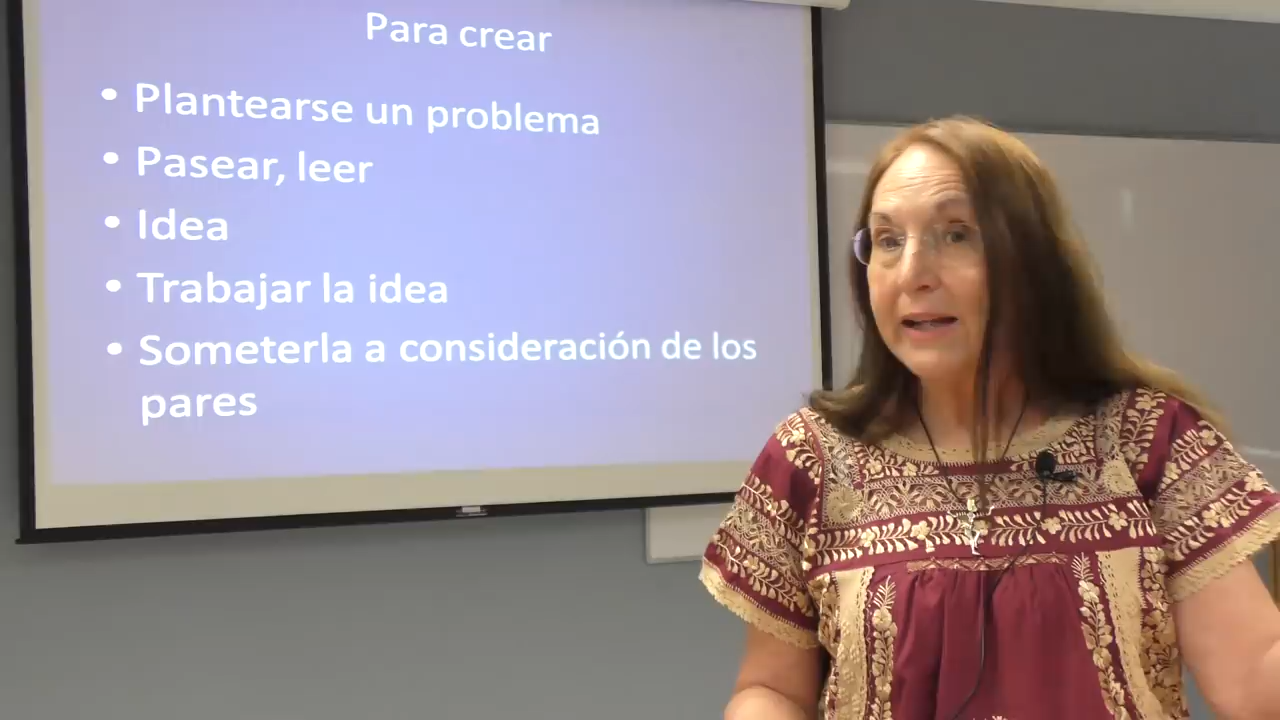 Para crear
• Plantearse un problema
• Pasear, leer
• Idea
• Trabajar la idea
• Someterla a consideración de los
pares